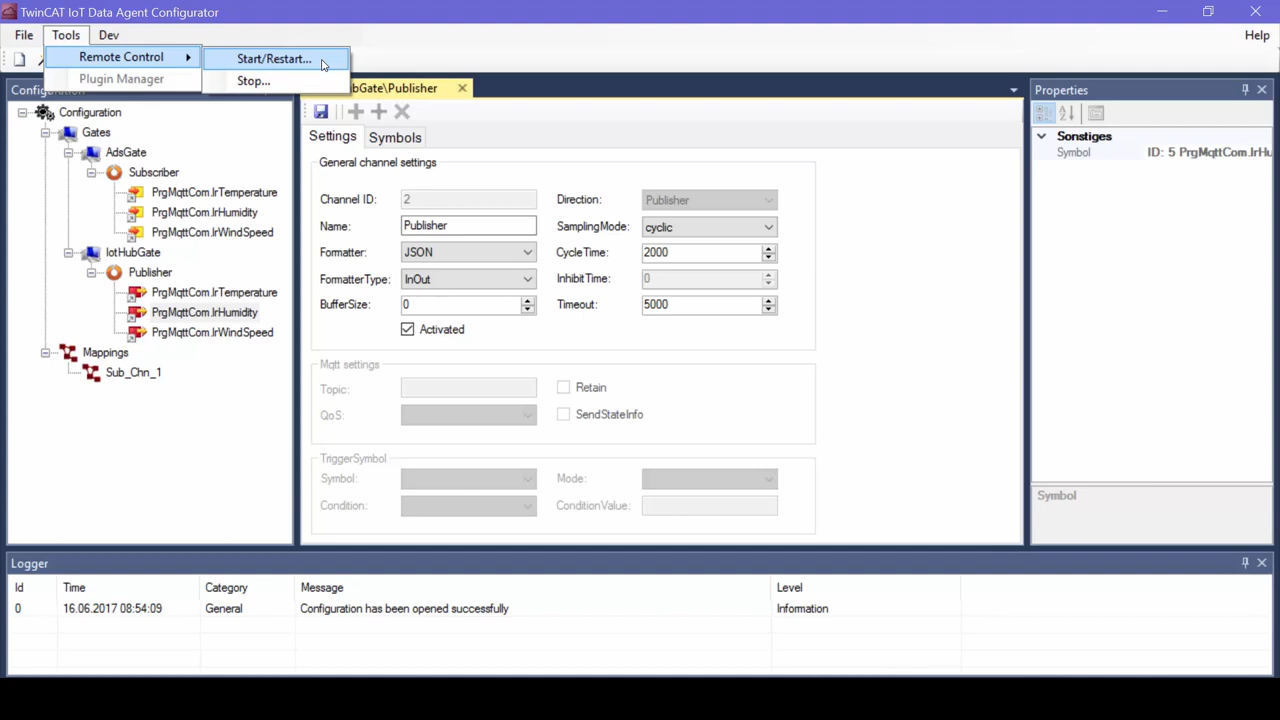 TwinCAT IoT Data Agent Configurator
File Tools Dev Help
Remote Control Start/Restart...
Plugin Manager Stop...
bGate\Publisher
Properties
Configuration
Gates
AdsGate
Subscriber
PrgMqttCom.lrTemperature
PrgMqttCom.lrHumidity
PrgMqttCom.lrWindSpeed
IotHubGate
Publisher
PrgMqttCom.lrTemperature
PrgMqttCom.lrHumidity
PrgMqttCom.lrWindSpeed
Mappings
Sub_Chn_1
Settings Symbols
General channel settings
Channel ID: 2 Direction: Publisher
Name: Publisher SamplingMode: cyclic
Formatter: JSON CycleTime: 2000
FormatterType: InOut InhibitTime: 0
BufferSize: 0 Timeout: 5000
Activated
Mqtt settings
Topic: Retain
QoS: SendStateInfo
TriggerSymbol
Symbol: Mode:
Condition: ConditionValue:
Sonstiges
Symbol ID: 5 PrgMqttCom.lrHu
Symbol
Logger
Id Time Category Message Level
0 16.06.2017 08:54:09 General Configuration has been opened successfully Information